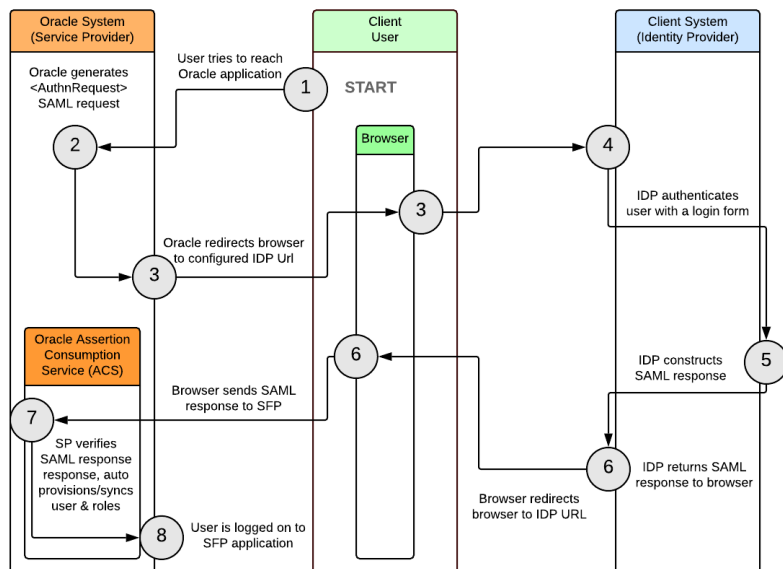 Oracle System
(Service Provider)
Client
User
Client System
(Identity Provider)
User tries to reach
Oracle application
Oracle generates
<AuthnRequest>
SAML request
1
START
2
Browser
4
3
IDP authenticates
user with a login form
Oracle redirects browser
to configured IDP Url
3
Oracle Assertion
Consumption
Service (ACS)
6
IDP constructs
SAML response
5
Browser sends SAML
response to SFP
7
SP verifies
SAML response
response, auto
provisions/syncs
user & roles
6
IDP returns SAML
response to browser
Browser redirects
browser to IDP URL
8
User is logged on to
SFP application